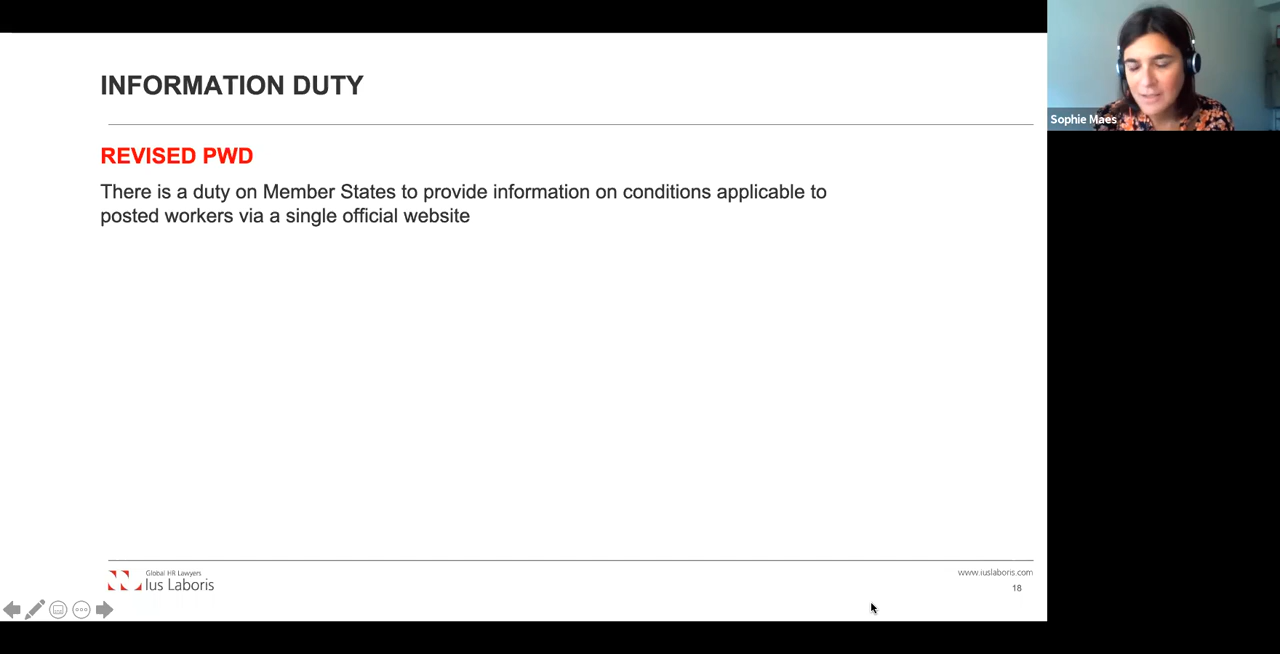 INFORMATION DUTY
REVISED PWD
There is a duty on Member States to provide information on conditions applicable to
posted workers via a single official website
Global HR Lawyers
Ius Laboris
www.iuslaboris.com
18
Sophie Maes